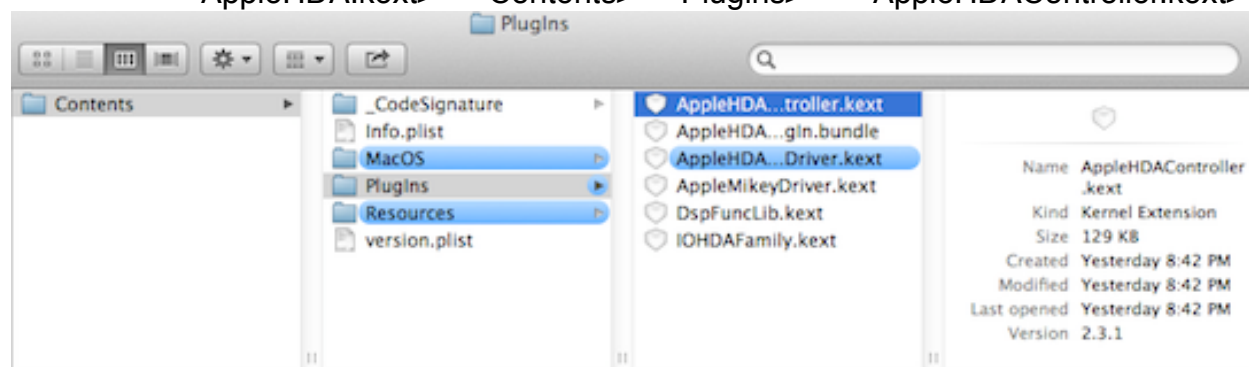 AppleHDA.kext> Contents> PlugIns> AppleHDAController.kext>
PlugIns
Contents
_CodeSignature
Info.plist
MacOS
PlugIns
Resources
version.plist
AppleHDA...troller.kext
AppleHDA...gIn.bundle
AppleHDA...Driver.kext
AppleMikeyDriver.kext
DspFuncLib.kext
IOHDAFamily.kext
Name AppleHDAController
.kext
Kind Kernel Extension
Size 129 KB
Created Yesterday 8:42 PM
Modified Yesterday 8:42 PM
Last opened Yesterday 8:42 PM
Version 2.3.1